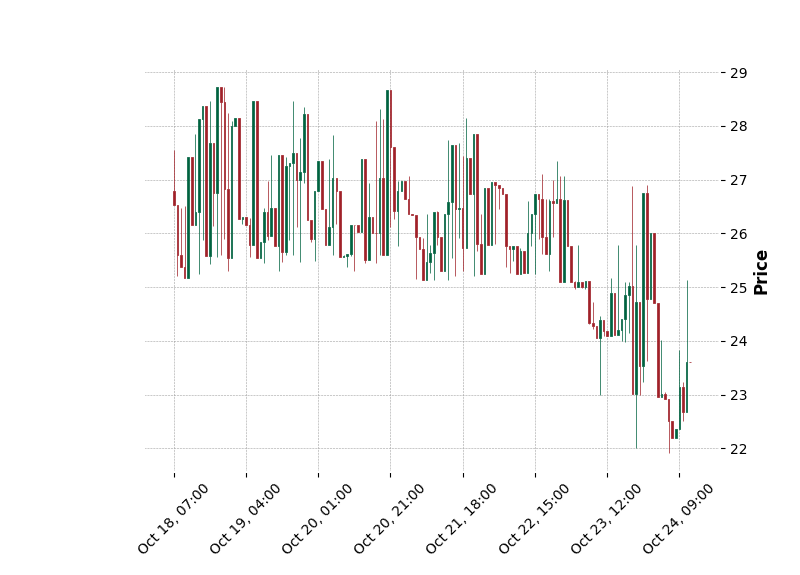 29
28
27
26
25
24
23
22
Price
Oct 18, 07:00
Oct 19, 04:00
Oct 20, 01:00
Oct 20, 21:00
Oct 21, 18:00
Oct 22, 15:00
Oct 23, 12:00
Oct 24, 09:00